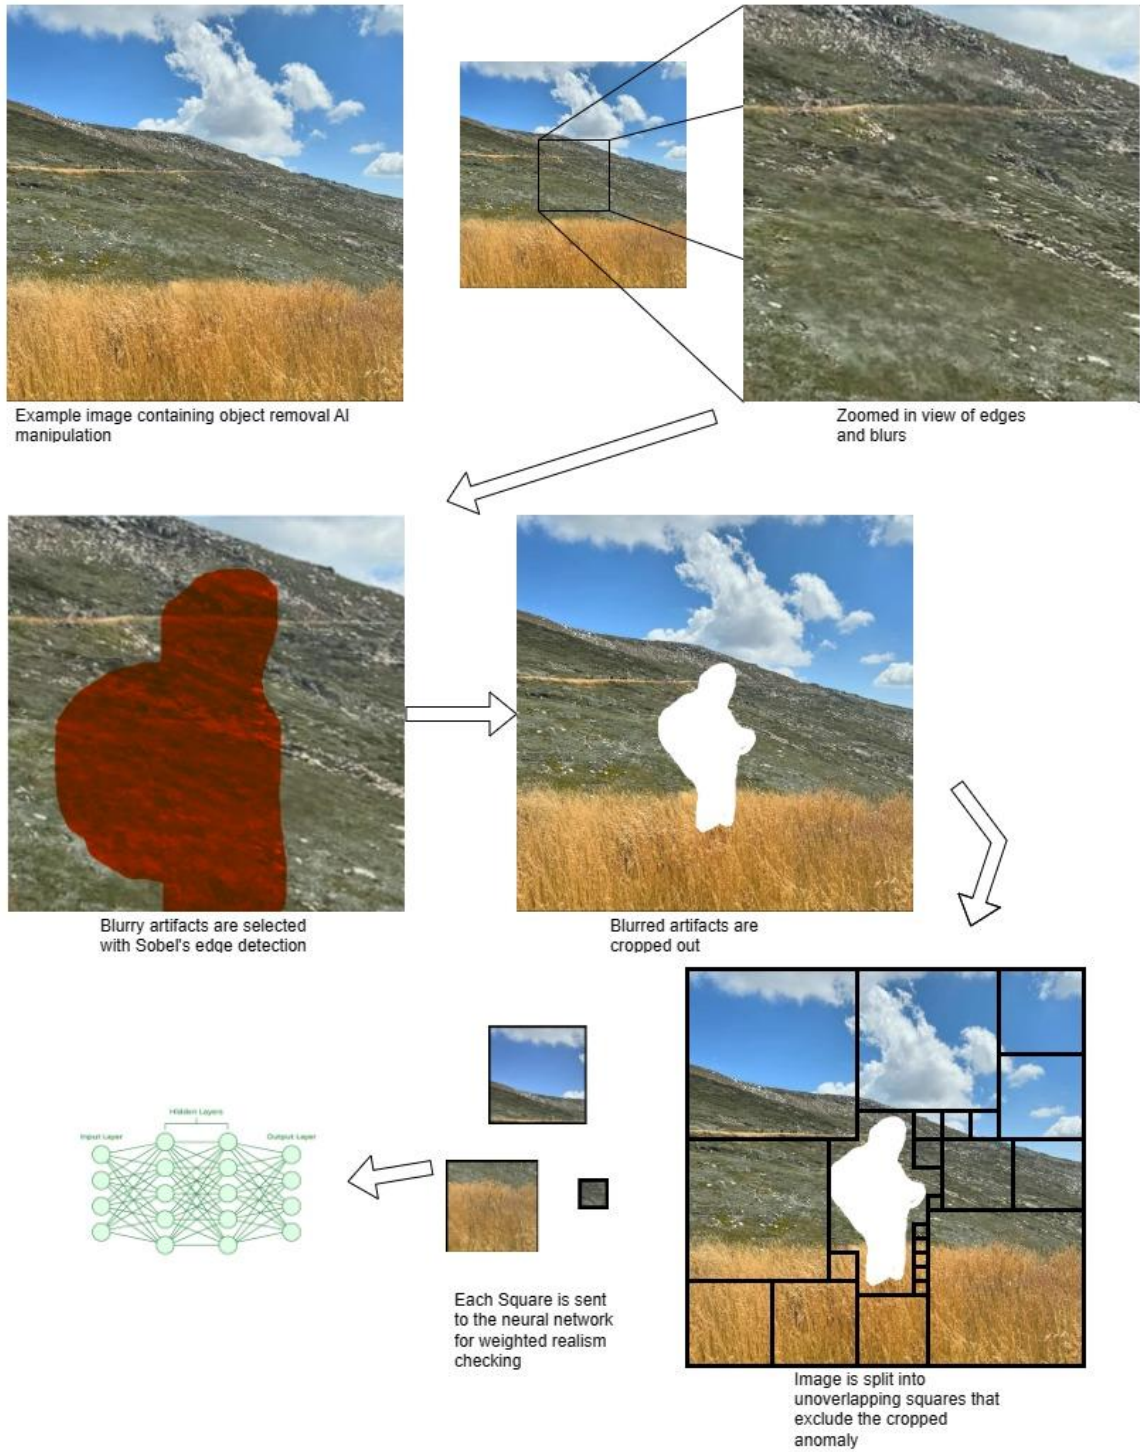 Example image containing object removal AI
manipulation
Zoomed in view of edges
and blurs
Blurry artifacts are selected
with Sobel's edge detection
Blurred artifacts are
cropped out
Hidden Layers
Input Layer
Output Layer
Each Square is sent
to the neural network
for weighted realism
checking
Image is split into
unoverlapping squares that
exclude the cropped
anomaly